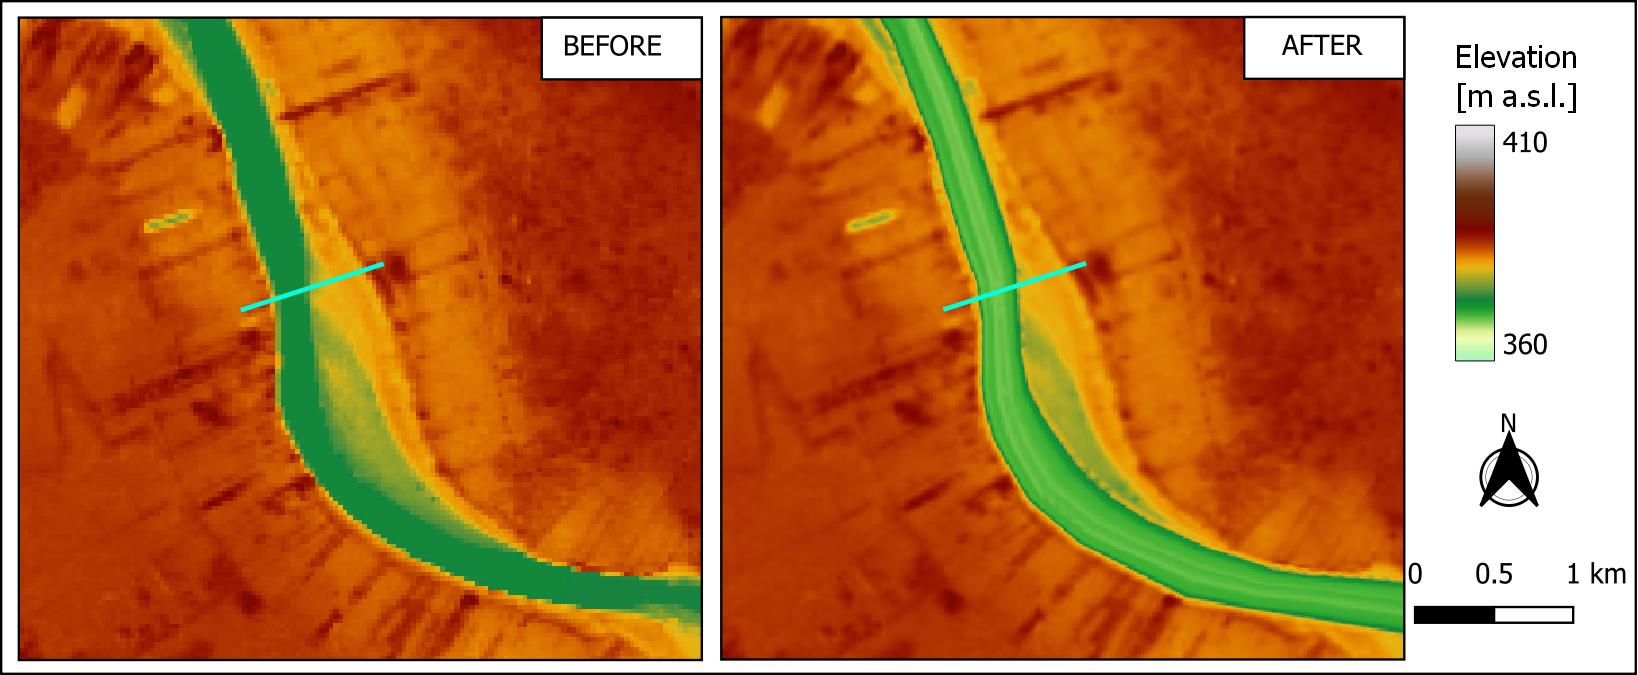 BEFORE
AFTER
Elevation
[m a.s.l.]
410
360
N
0 0.5 1 km